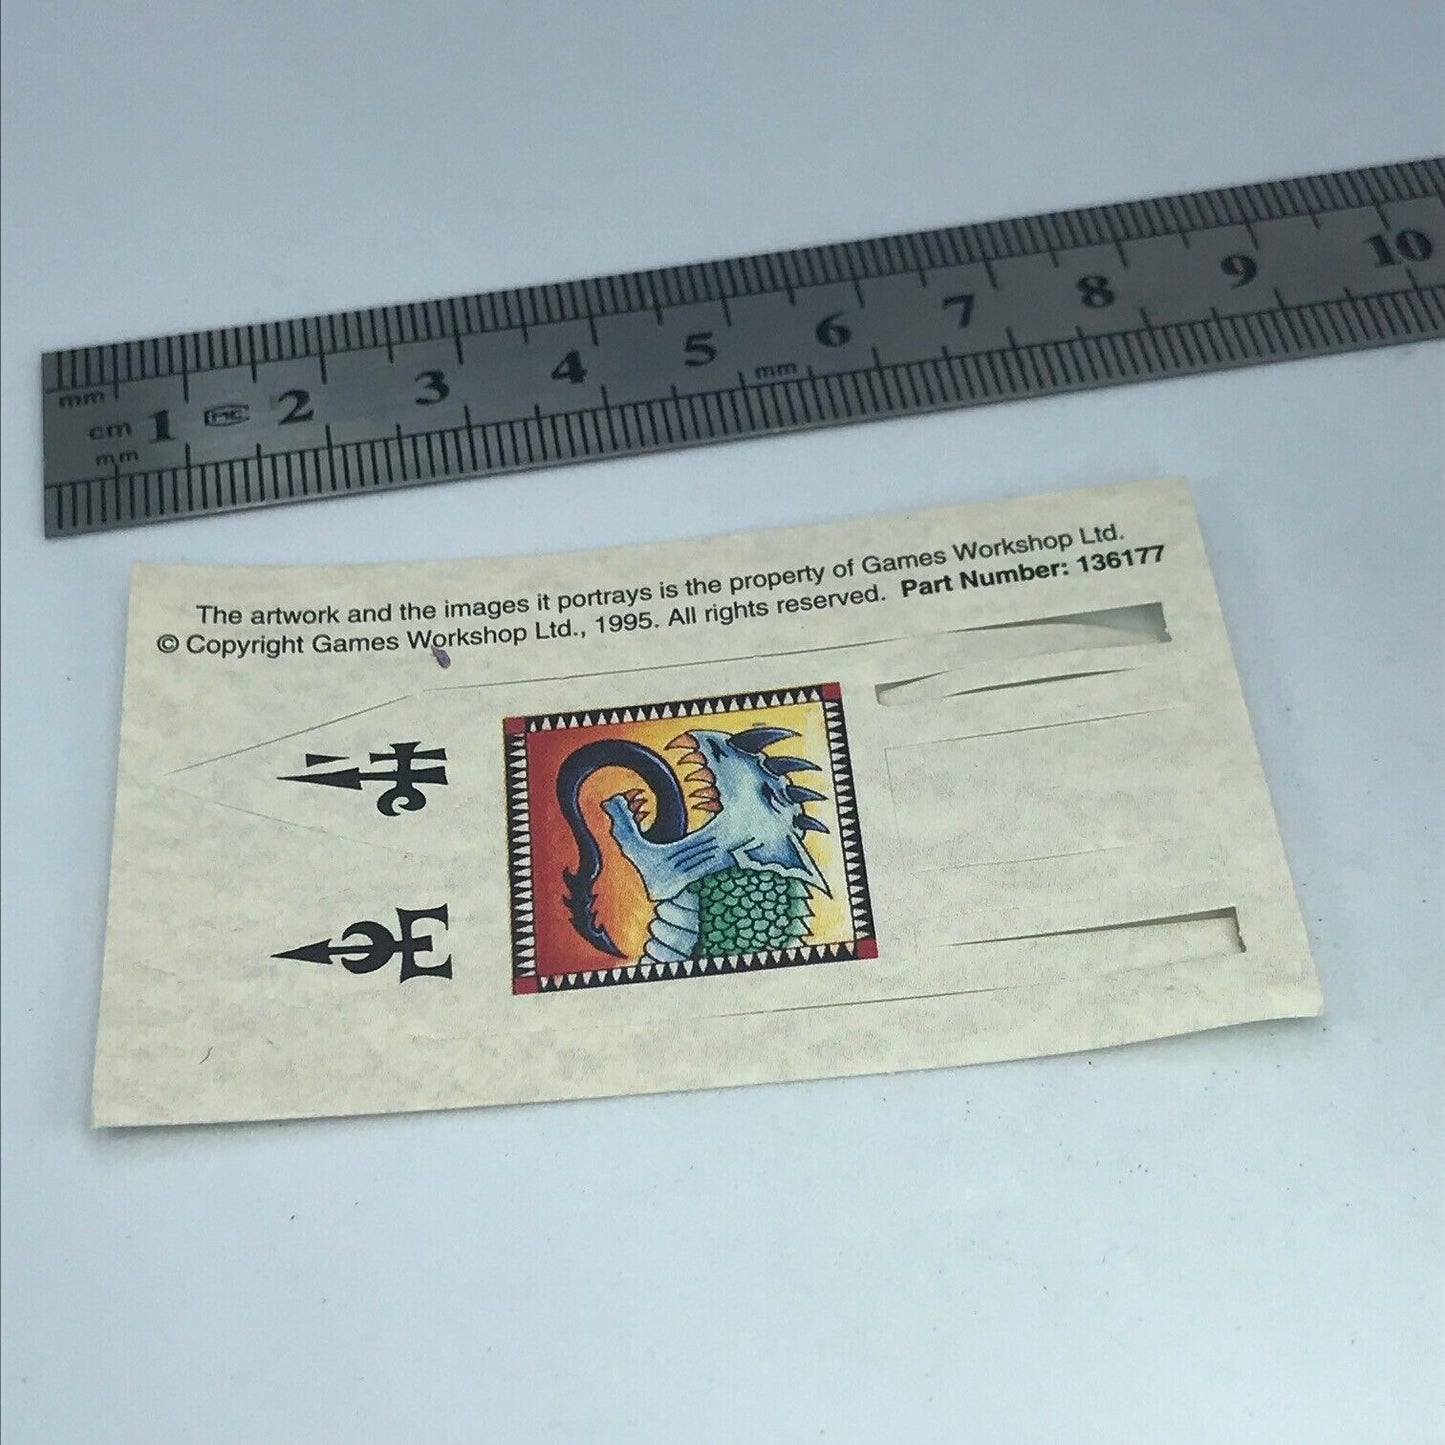 mm
cm 1 2 3 4 5 6 7 8 9 10
mm mm
The artwork and the images it portrays is the property of Games Workshop Ltd.
© Copyright Games Workshop Ltd., 1995. All rights reserved. Part Number: 136177